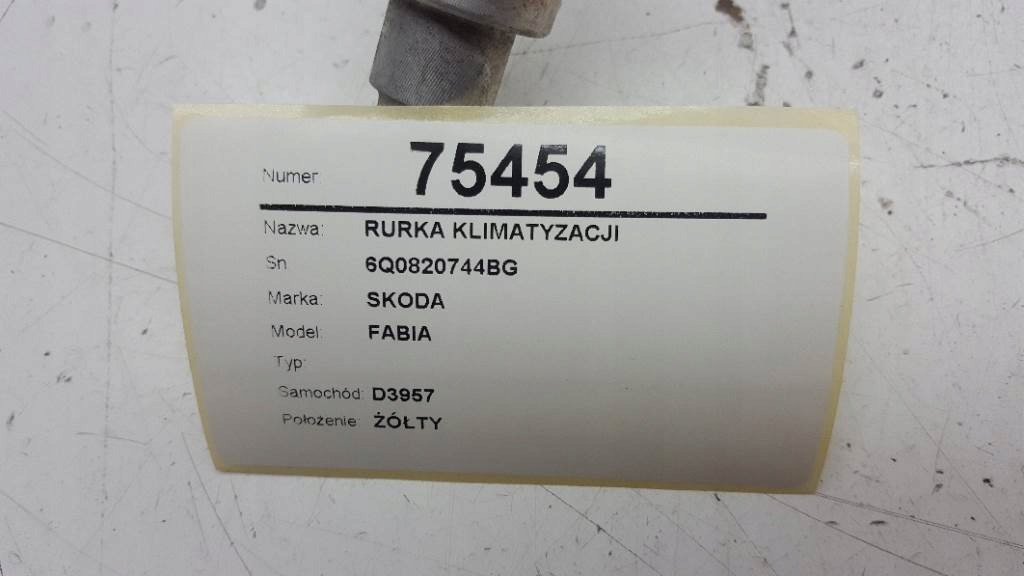 Numer 75454
Nazwa: RURKA KLIMATYZACJI
Sn 6Q0820744BG
Marka: SKODA
Model: FABIA
Typ:
Samochód: D3957
Położenie: ŻÓŁTY